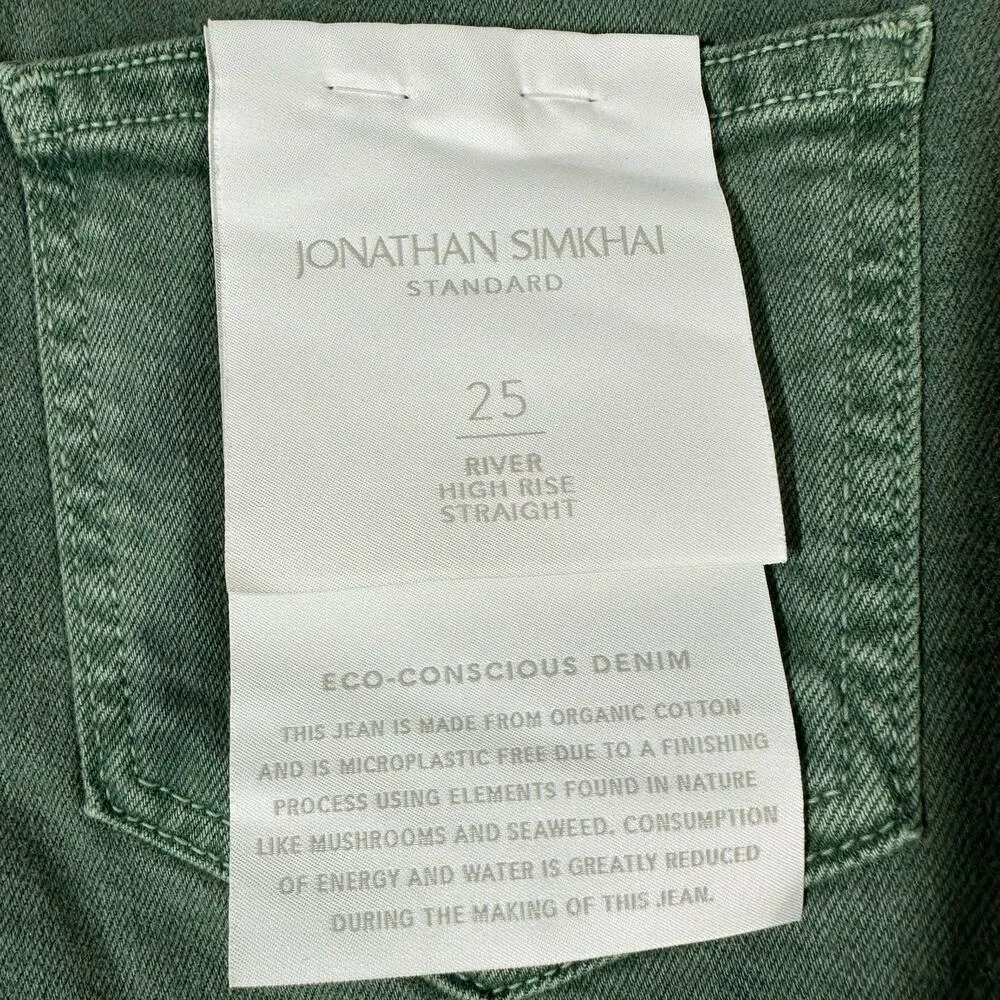 JONATHAN SIMKHAI
STANDARD
25
RIVER
HIGH RISE
STRAIGHT
ECO-CONSCIOUS DENIM
THIS JEAN IS MADE FROM ORGANIC COTTON
AND IS MICROPLASTIC FREE DUE TO A FINISHING
PROCESS USING ELEMENTS FOUND IN NATURE
LIKE MUSHROOMS AND SEAWEED. CONSUMPTION
OF ENERGY AND WATER IS GREATLY REDUCED
DURING THE MAKING OF THIS JEAN.